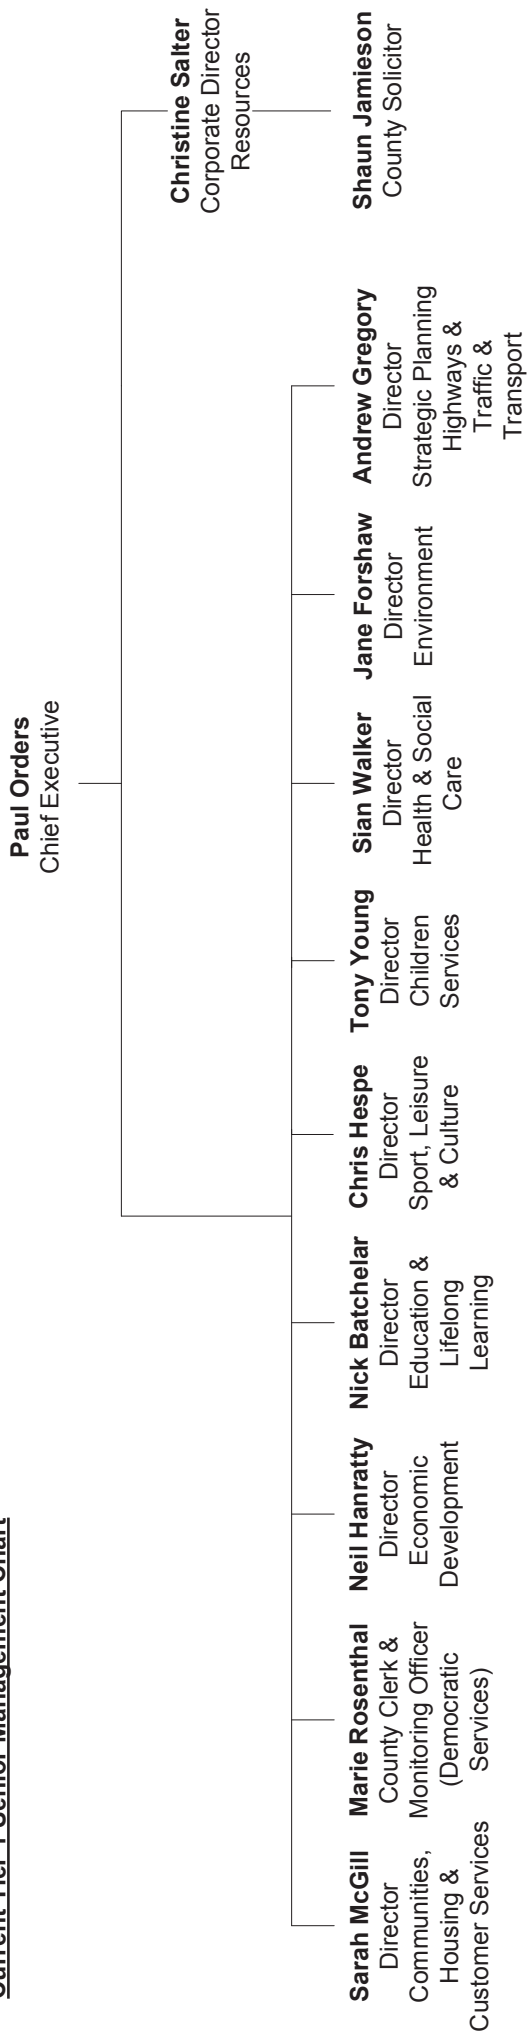 Current Tier 1 Senior Management Chart
Paul Orders
Chief Executive
Christine Salter
Corporate Director
Resources
Sarah McGill
Director
Communities,
Housing &
Customer Services
Marie Rosenthal
County Clerk &
Monitoring Officer
(Democratic
Services)
Neil Hanratty
Director
Economic
Development
Nick Batchelar
Director
Education &
Lifelong
Learning
Chris Hespe
Director
Sport, Leisure
& Culture
Tony Young
Director
Children
Services
Sian Walker
Director
Health & Social
Care
Jane Forshaw
Director
Environment
Andrew Gregory
Director
Strategic Planning
Highways &
Traffic &
Transport
Shaun Jamieson
County Solicitor